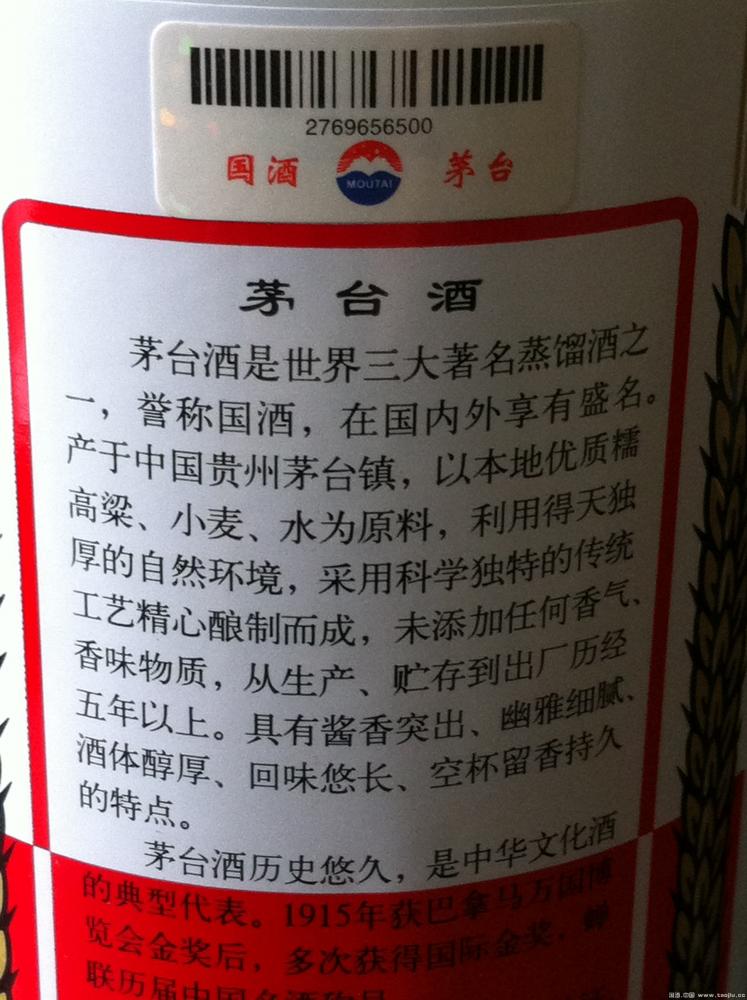 2769656500
国酒 MOUTAI 茅台
茅台酒
茅台酒是世界三大著名蒸馏酒之
一，誉称国酒，在国内外享有盛名。
产于中国贵州茅台镇，以本地优质糯
高粱、小麦、水为原料，利用得天独
厚的自然环境，采用科学独特的传统
工艺精心酿制而成，未添加任何香气、
香味物质，从生产、贮存到出厂历经
五年以上。具有酱香突出、幽雅细腻、
酒体醇厚、回味悠长、空杯留香持久
的特点。
茅台酒历史悠久，是中华文化酒
的典型代表。1915年获巴拿马万国博
览会金奖后，多次获得国际金奖，蝉
联历届中国名酒称号